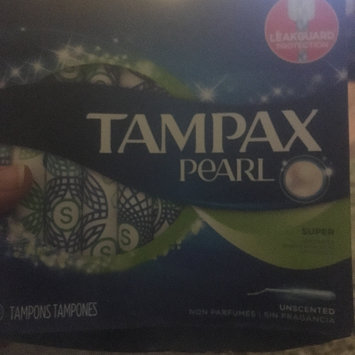 LEAKGUARD
PROTECTION
TAMPAX
PEARL
SUPER
S
S
UNSCENTED
NON PARFUMÉS | SIN FRAGANCIA
TAMPONS TAMPONES